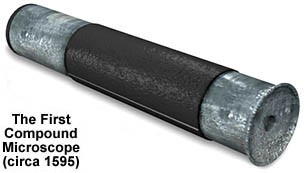 The First
Compound
Microscope
(circa 1595)